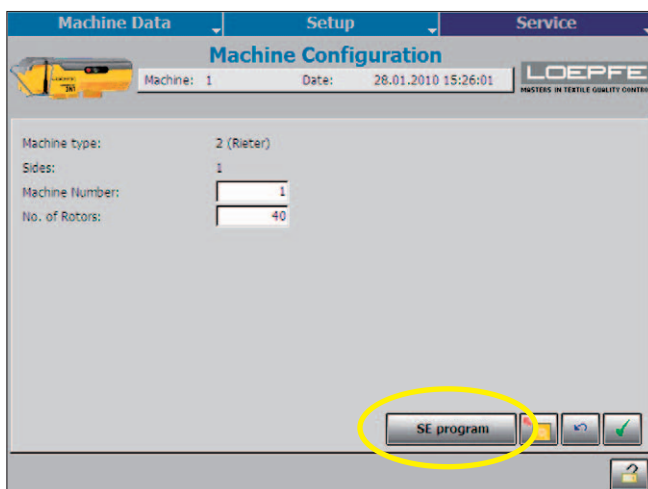 Machine Data Setup Service
Machine Configuration
Machine: 1 Date: 28.01.2010 15:26:01
LOEPFE
MASTERS IN TEXTILE QUALITY CONTRO
Machine type: 2 (Rieter)
Sides: 1
Machine Number: 1
No. of Rotors: 40
SE program